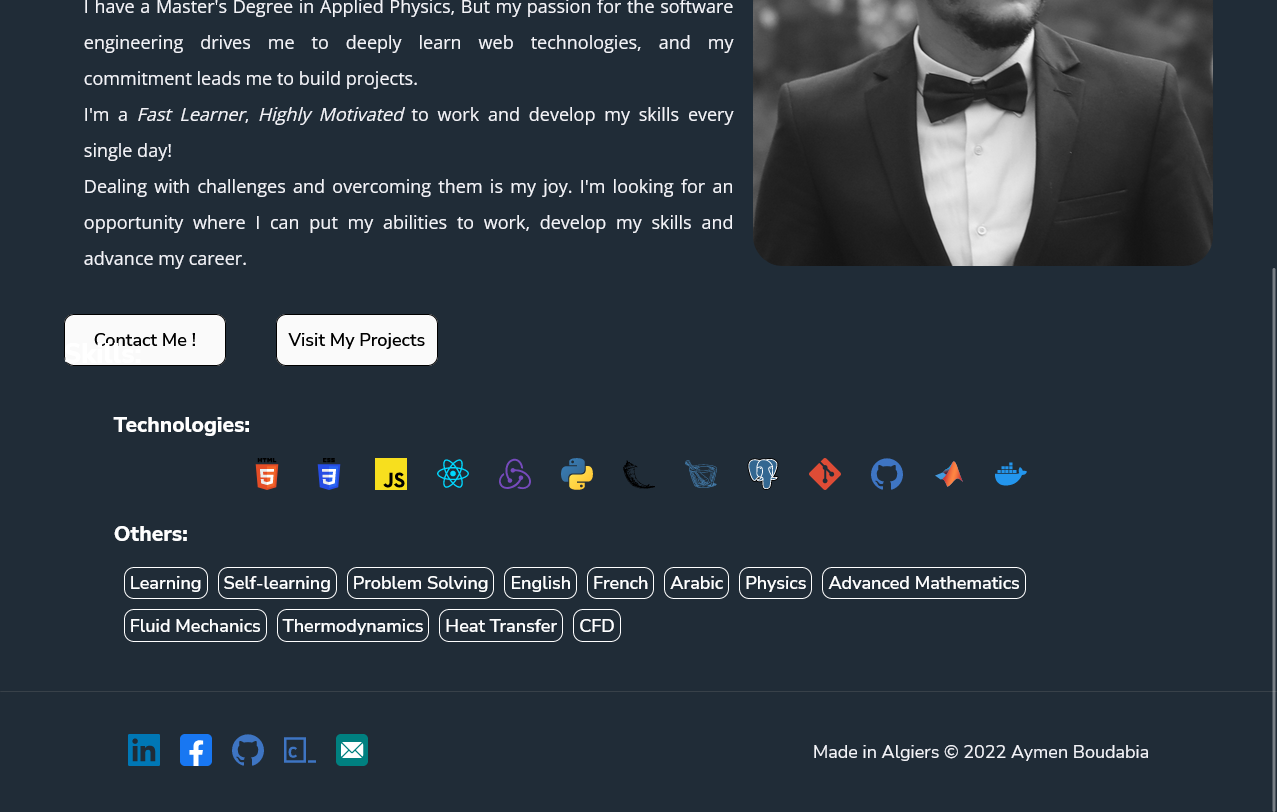 I have a Master's Degree in Applied Physics, But my passion for the software
engineering drives me to deeply learn web technologies, and my
commitment leads me to build projects.
I'm a Fast Learner, Highly Motivated to work and develop my skills every
single day!
Dealing with challenges and overcoming them is my joy. I'm looking for an
opportunity where I can put my abilities to work, develop my skills and
advance my career.
Contact Me !
Visit My Projects
Skills:
Technologies:
HTML
5
3
JS
Others:
Learning
Self-learning
Problem Solving
English
French
Arabic
Physics
Advanced Mathematics
Fluid Mechanics
Thermodynamics
Heat Transfer
CFD
in
f
c_
Made in Algiers © 2022 Aymen Boudabia